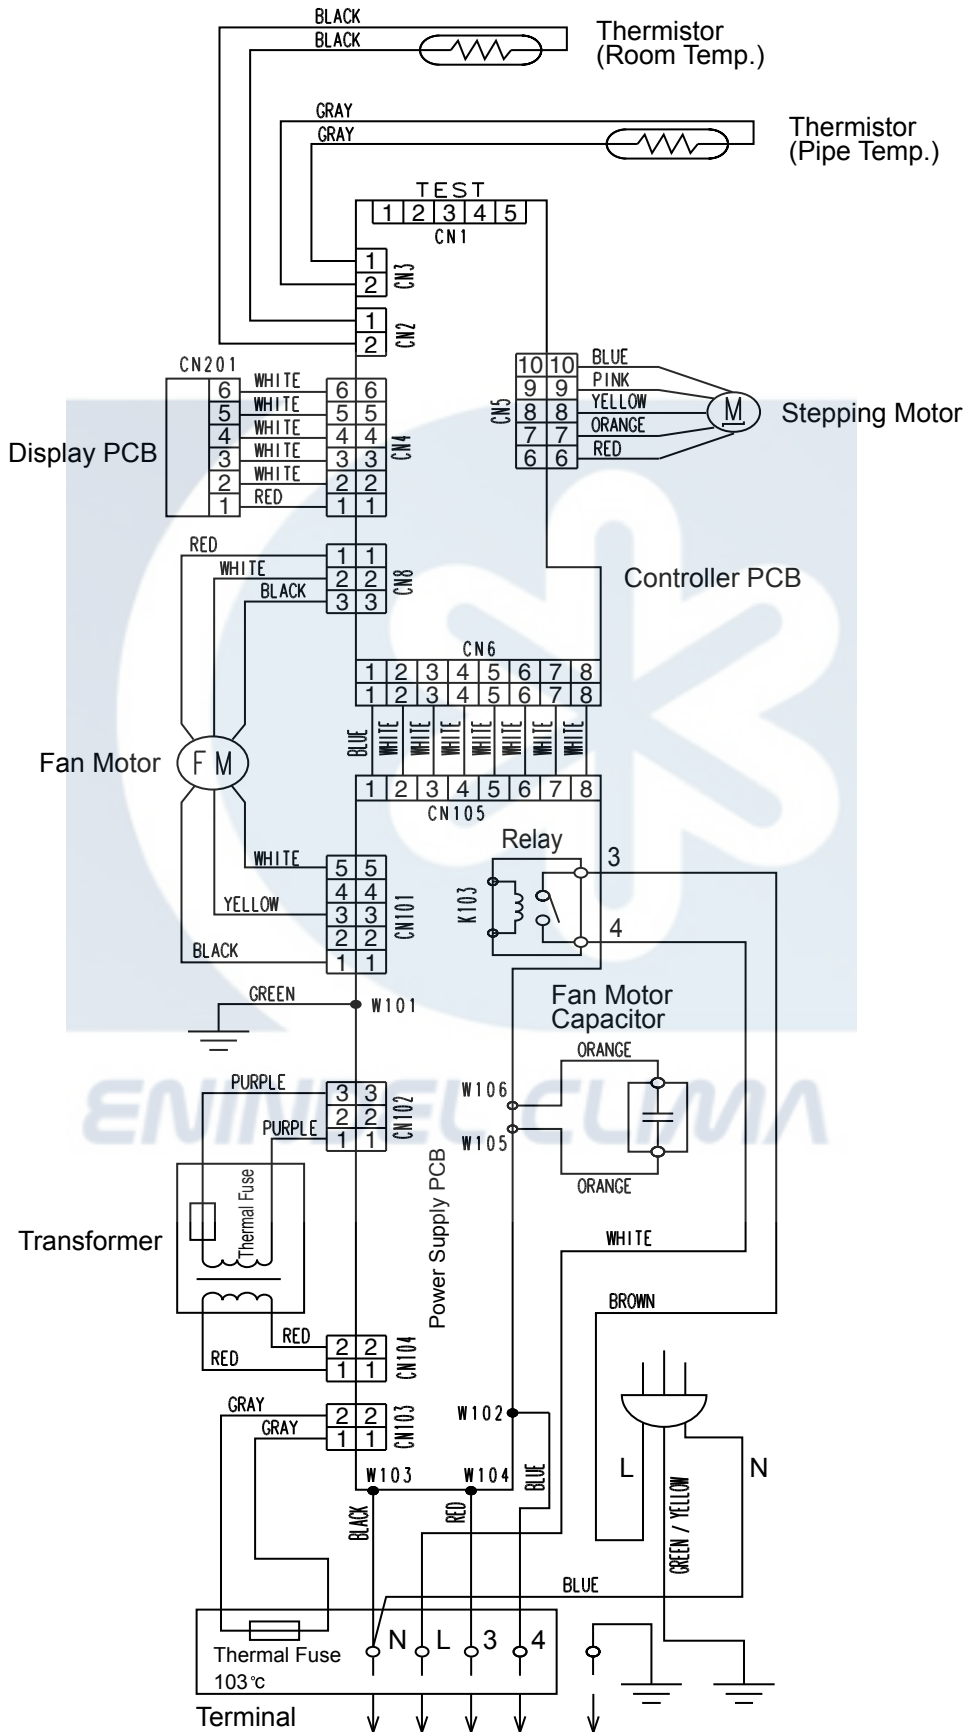 BLACK
BLACK
Thermistor
(Room Temp.)
GRAY
GRAY
Thermistor
(Pipe Temp.)
TEST
1 2 3 4 5
CN1
1
2
CN3
1
2
CN2
CN201
6 WHITE 6 6
5 WHITE 5 5
4 WHITE 4 4
3 WHITE 3 3
2 WHITE 2 2
1 RED 1 1
CN4
Display PCB
10 10 BLUE
9 9 PINK
8 8 YELLOW
7 7 ORANGE
6 6 RED
CN5
M
Stepping Motor
RED 1 1
WHITE 2 2
BLACK 3 3
CN8
Controller PCB
CN6
1 2 3 4 5 6 7 8
1 2 3 4 5 6 7 8
BLUE WHITE WHITE WHITE WHITE WHITE WHITE WHITE
1 2 3 4 5 6 7 8
CN105
Fan Motor
FM
Relay
K103
3
4
WHITE 5 5
4 4
YELLOW 3 3
2 2
BLACK 1 1
CN101
GREEN
W101
Fan Motor
Capacitor
ORANGE
W106
W105
ORANGE
ENINDEL CLIMA
PURPLE 3 3
2 2
PURPLE 1 1
CN102
Thermal Fuse
Transformer
Power Supply PCB
WHITE
BROWN
RED 2 2
RED 1 1
CN104
GRAY 2 2
GRAY 1 1
CN103
W102
W103
W104
BLACK
RED
BLUE
L
N
GREEN / YELLOW
BLUE
Thermal Fuse
103°C
N L 3 4
Terminal